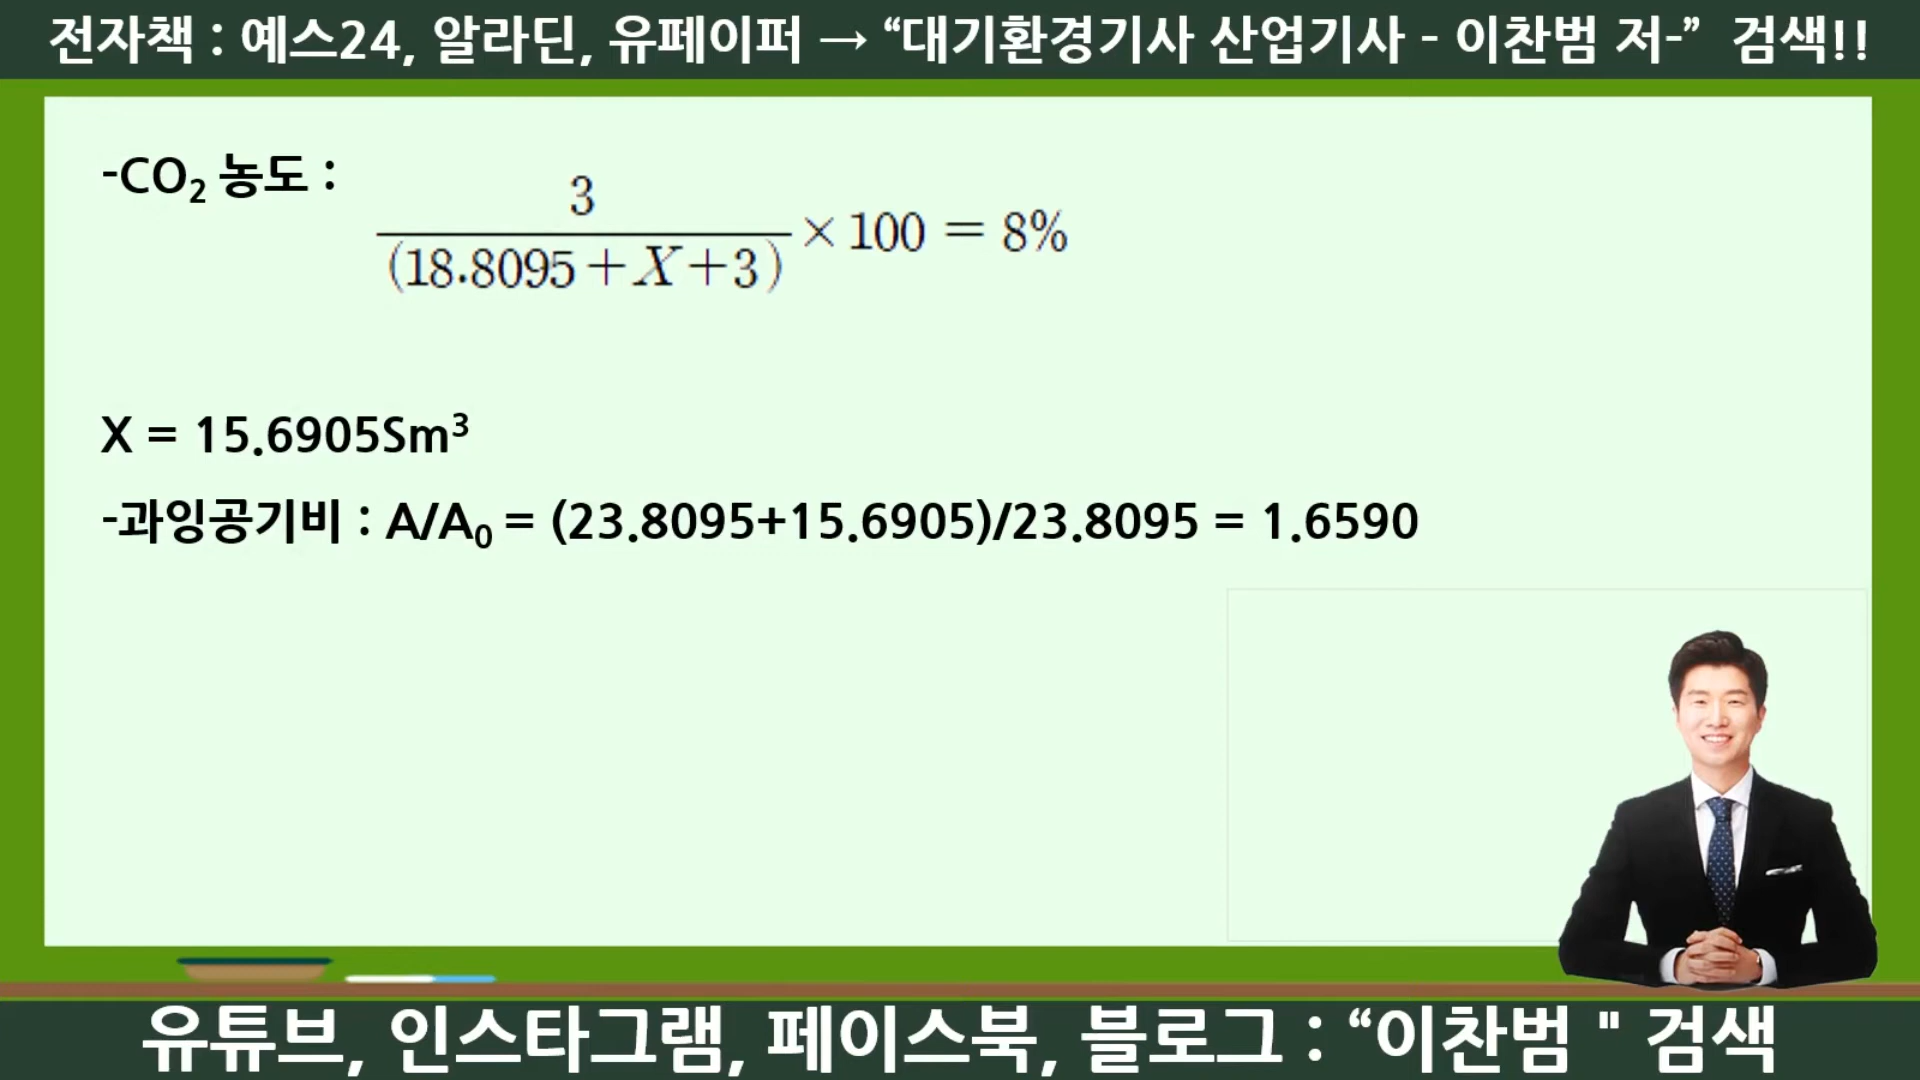 전자책 : 예스24, 알라딘, 유페이퍼 → “대기환경기사 산업기사 - 이찬범 저-” 검색!!
-CO₂ 농도 :
3
(18.8095+X+3) × 100 = 8%
X = 15.6905Sm³
-과잉공기비 : A/A₀ = (23.8095+15.6905)/23.8095 = 1.6590
유튜브, 인스타그램, 페이스북, 블로그 : “이찬범 " 검색